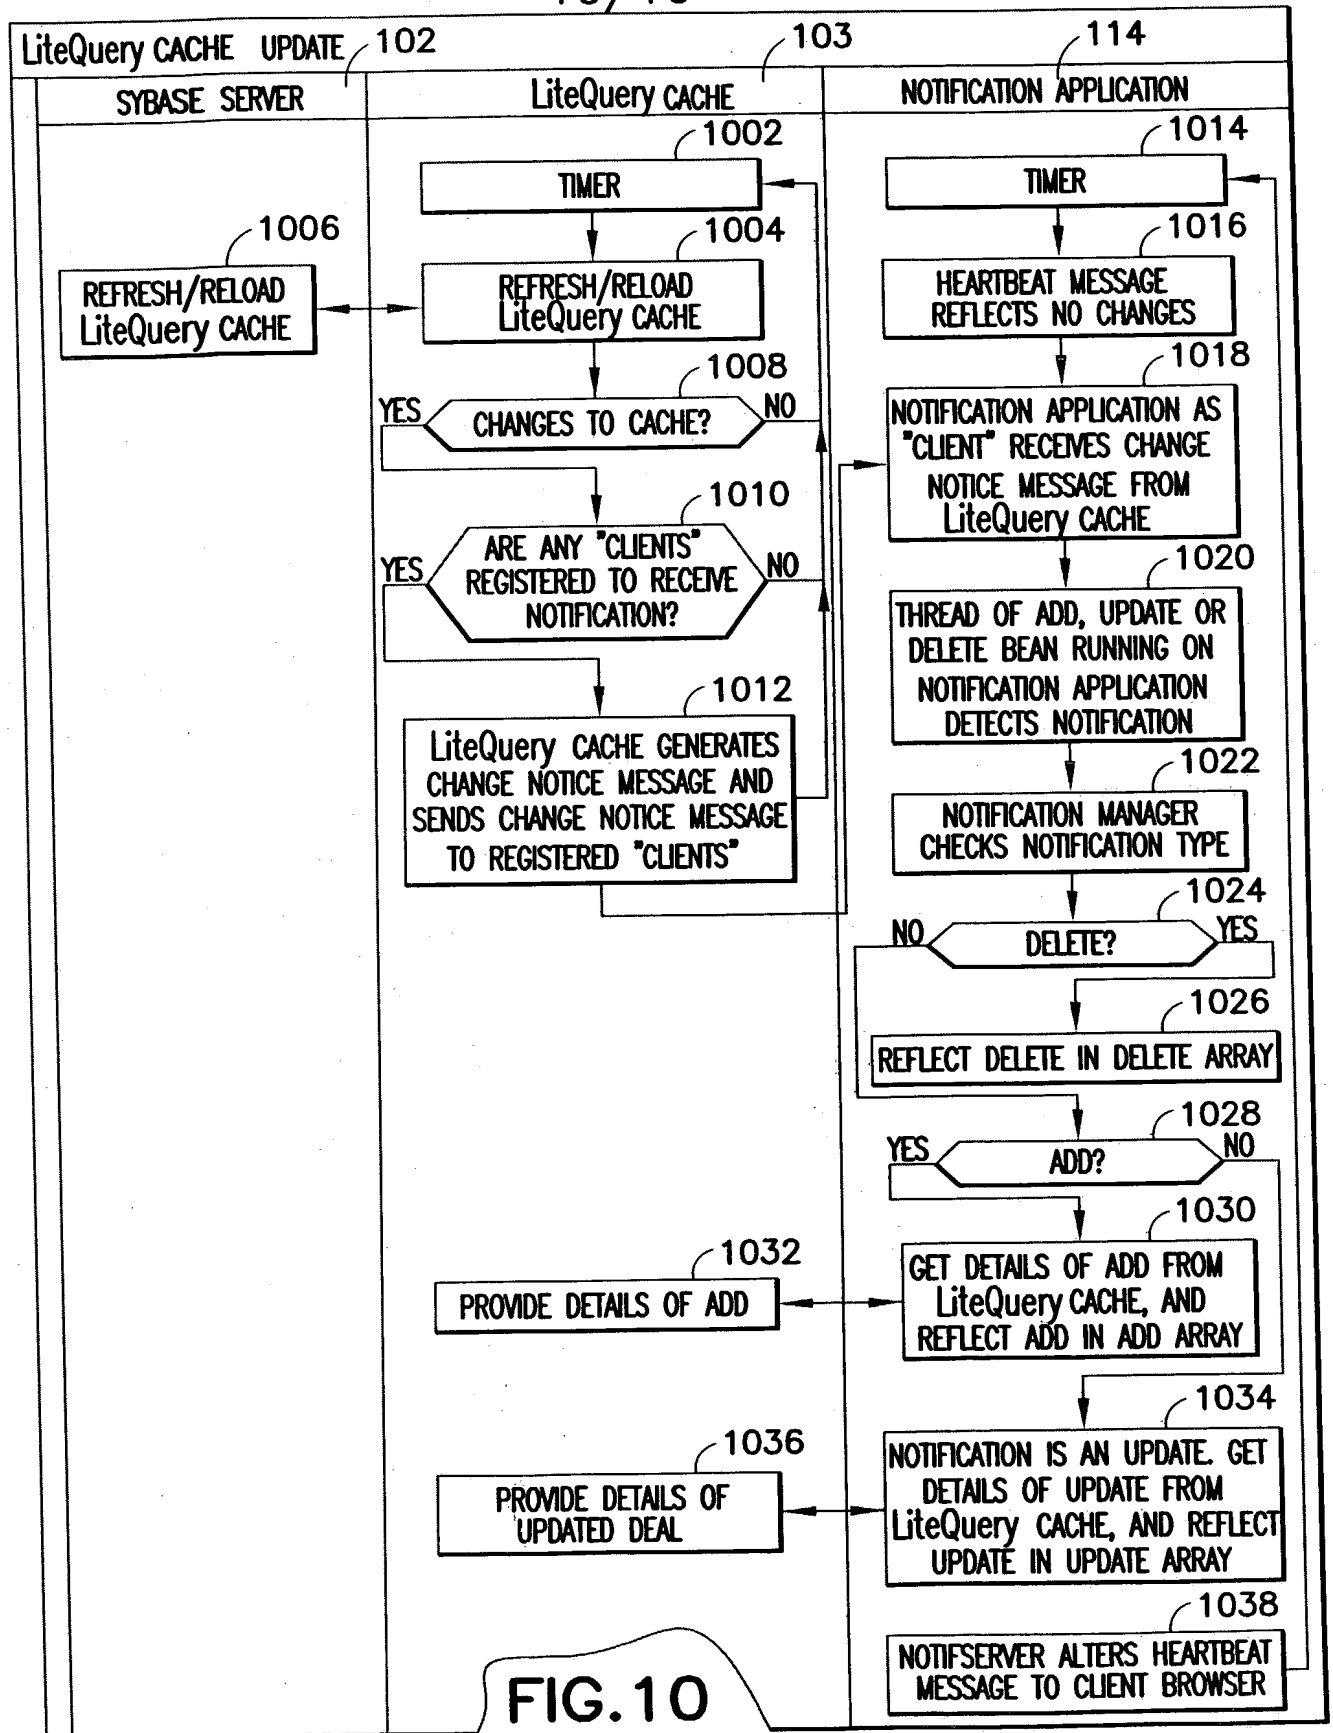 LiteQuery CACHE UPDATE
102
103
114
SYBASE SERVER
LiteQuery CACHE
NOTIFICATION APPLICATION
1002
TIMER
1014
TIMER
1006
REFRESH/RELOAD
LiteQuery CACHE
1004
REFRESH/RELOAD
LiteQuery CACHE
1016
HEARTBEAT MESSAGE
REFLECTS NO CHANGES
1008
YES
CHANGES TO CACHE?
NO
1018
NOTIFICATION APPLICATION AS
"CLIENT" RECEIVES CHANGE
NOTICE MESSAGE FROM
LiteQuery CACHE
1010
YES
ARE ANY "CLIENTS"
REGISTERED TO RECEIVE
NOTIFICATION?
NO
1020
THREAD OF ADD, UPDATE OR
DELETE BEAN RUNNING ON
NOTIFICATION APPLICATION
DETECTS NOTIFICATION
1012
LiteQuery CACHE GENERATES
CHANGE NOTICE MESSAGE AND
SENDS CHANGE NOTICE MESSAGE
TO REGISTERED "CLIENTS"
1022
NOTIFICATION MANAGER
CHECKS NOTIFICATION TYPE
1024
NO
DELETE?
YES
1026
REFLECT DELETE IN DELETE ARRAY
1028
YES
ADD?
NO
1030
GET DETAILS OF ADD FROM
LiteQuery CACHE, AND
REFLECT ADD IN ADD ARRAY
1032
PROVIDE DETAILS OF ADD
1034
NOTIFICATION IS AN UPDATE. GET
DETAILS OF UPDATE FROM
LiteQuery CACHE, AND REFLECT
UPDATE IN UPDATE ARRAY
1036
PROVIDE DETAILS OF
UPDATED DEAL
1038
NOTIFSERVER ALTERS HEARTBEAT
MESSAGE TO CLIENT BROWSER
FIG.10